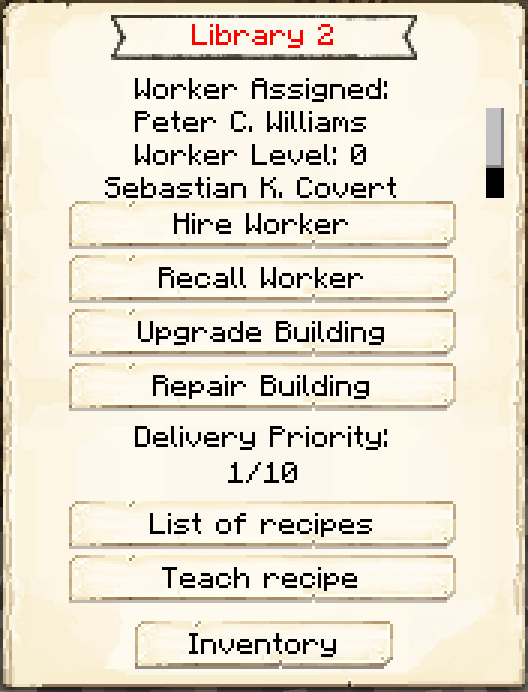 Library 2
Worker Assigned:
Peter C. Williams
Worker Level: 0
Sebastian K. Covert
Hire Worker
Recall Worker
Upgrade Building
Repair Building
Delivery Priority:
1/10
List of recipes
Teach recipe
Inventory